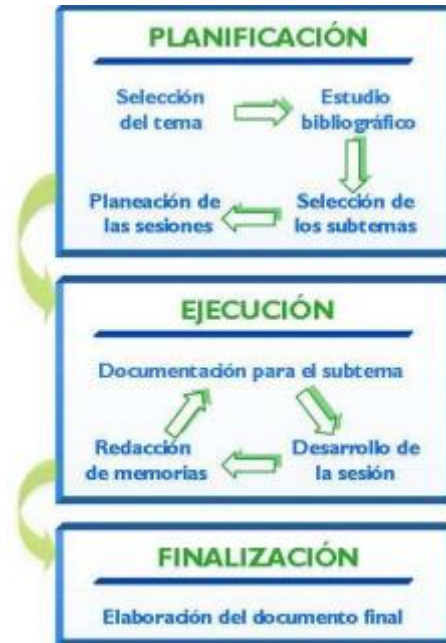 PLANIFICACIÓN
Selección
del tema
Estudio
bibliográfico
Planeación de
las sesiones
Selección de
los subtemas
EJECUCIÓN
Documentación para el subtema
Redacción
de memorias
Desarrollo de
la sesión
FINALIZACIÓN
Elaboración del documento final